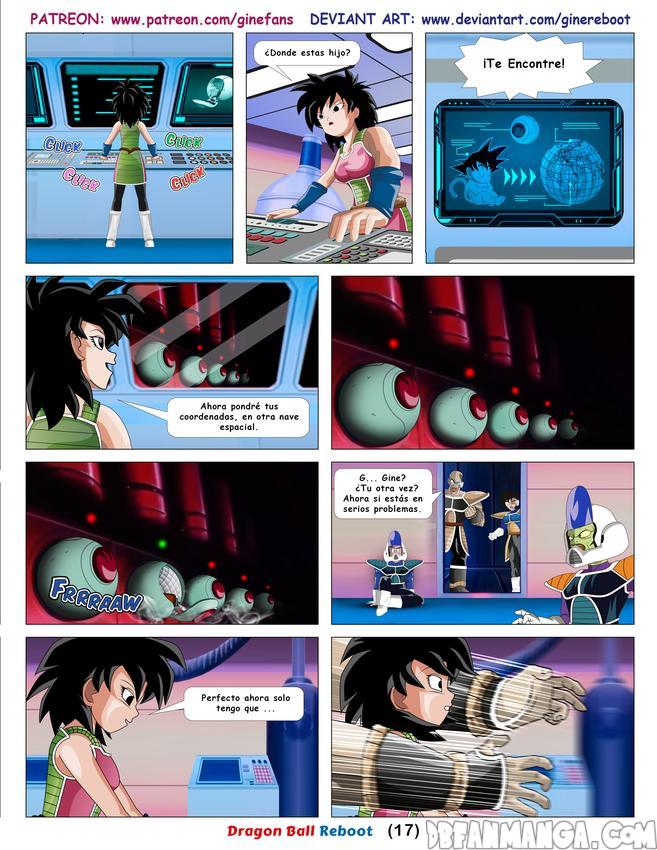 PATREON: www.patreon.com/ginefans DEVIANT ART: www.deviantart.com/ginereboot
CLICK
CLICK
CLICK
CLICK
¿Donde estas hijo?
¡Te Encontre!
Ahora pondré tus
coordenadas, en otra nave
espacial.
FRRRAAW
G... Gine?
¿Tu otra vez?
Ahora si estás en
serios problemas.
Perfecto ahora solo
tengo que ...
Dragon Ball Reboot (17)
DBFANMANGA.COM